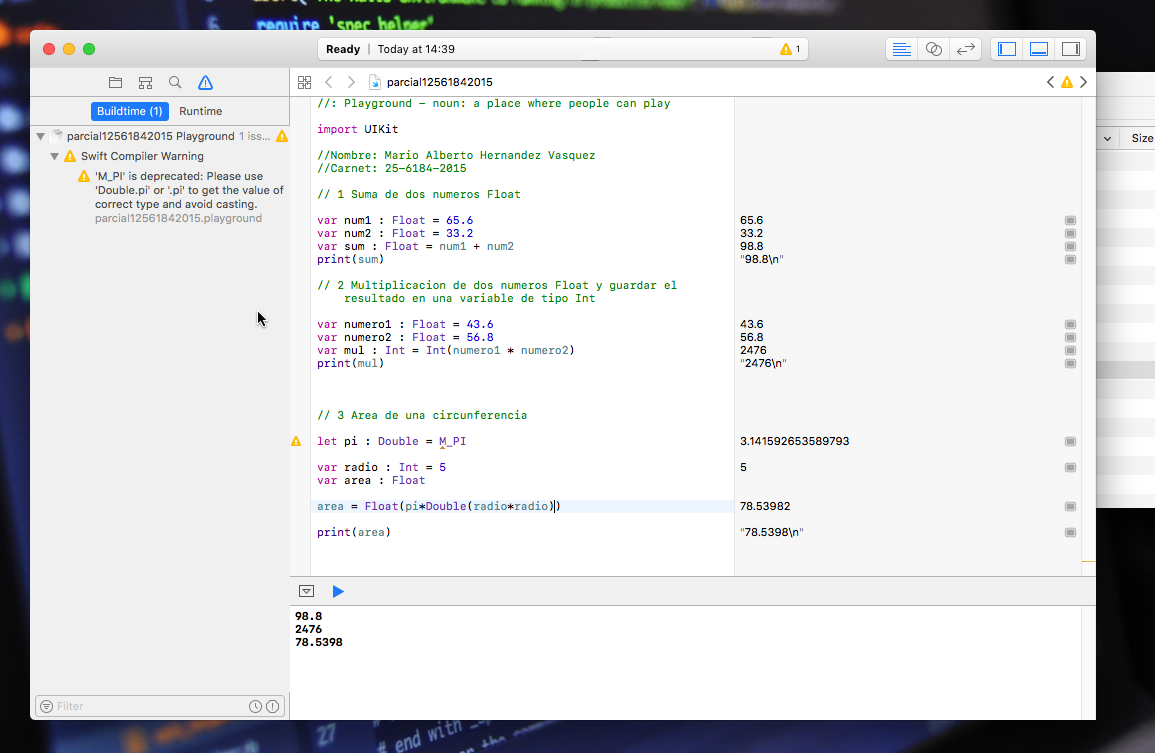 require 'spec_helper'
Ready | Today at 14:39
1
parcial12561842015
Buildtime (1) Runtime
parcial12561842015 Playground 1 iss...
Swift Compiler Warning
'M_PI' is deprecated: Please use
'Double.pi' or '.pi' to get the value of
correct type and avoid casting.
parcial12561842015.playground
Filter
//: Playground – noun: a place where people can play
import UIKit
//Nombre: Mario Alberto Hernandez Vasquez
//Carnet: 25-6184-2015
// 1 Suma de dos numeros Float
var num1 : Float = 65.6
65.6
var num2 : Float = 33.2
33.2
var sum : Float = num1 + num2
98.8
print(sum)
"98.8\n"
// 2 Multiplicacion de dos numeros Float y guardar el
resultado en una variable de tipo Int
var numero1 : Float = 43.6
43.6
var numero2 : Float = 56.8
56.8
var mul : Int = Int(numero1 * numero2)
2476
print(mul)
"2476\n"
// 3 Area de una circunferencia
let pi : Double = M_PI
3.141592653589793
var radio : Int = 5
5
var area : Float
area = Float(pi*Double(radio*radio))
78.53982
print(area)
"78.5398\n"
98.8
2476
78.5398
Size
27
# end with